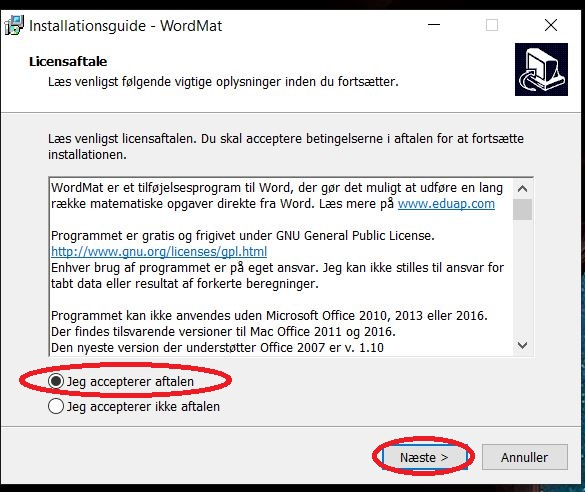 Installationsguide - WordMat
Licensaftale
Læs venligst følgende vigtige oplysninger inden du fortsætter.
Læs venligst licensaftalen. Du skal acceptere betingelserne i aftalen for at fortsætte
installationen.
WordMat er et tilføjelsesprogram til Word, der gør det muligt at udføre en lang
række matematiske opgaver direkte fra Word. Læs mere på www.eduap.com
Programmet er gratis og frigivet under GNU General Public License.
http://www.gnu.org/licenses/gpl.html
Enhver brug af programmet er på eget ansvar. Jeg kan ikke stilles til ansvar for
tabt data eller resultat af forkerte beregninger.
Programmet kan ikke anvendes uden Microsoft Office 2010, 2013 eller 2016.
Der findes tilsvarende versioner til Mac Office 2011 og 2016.
Den nyeste version der understøtter Office 2007 er v. 1.10
Jeg accepterer aftalen
Jeg accepterer ikke aftalen
Næste >
Annuller